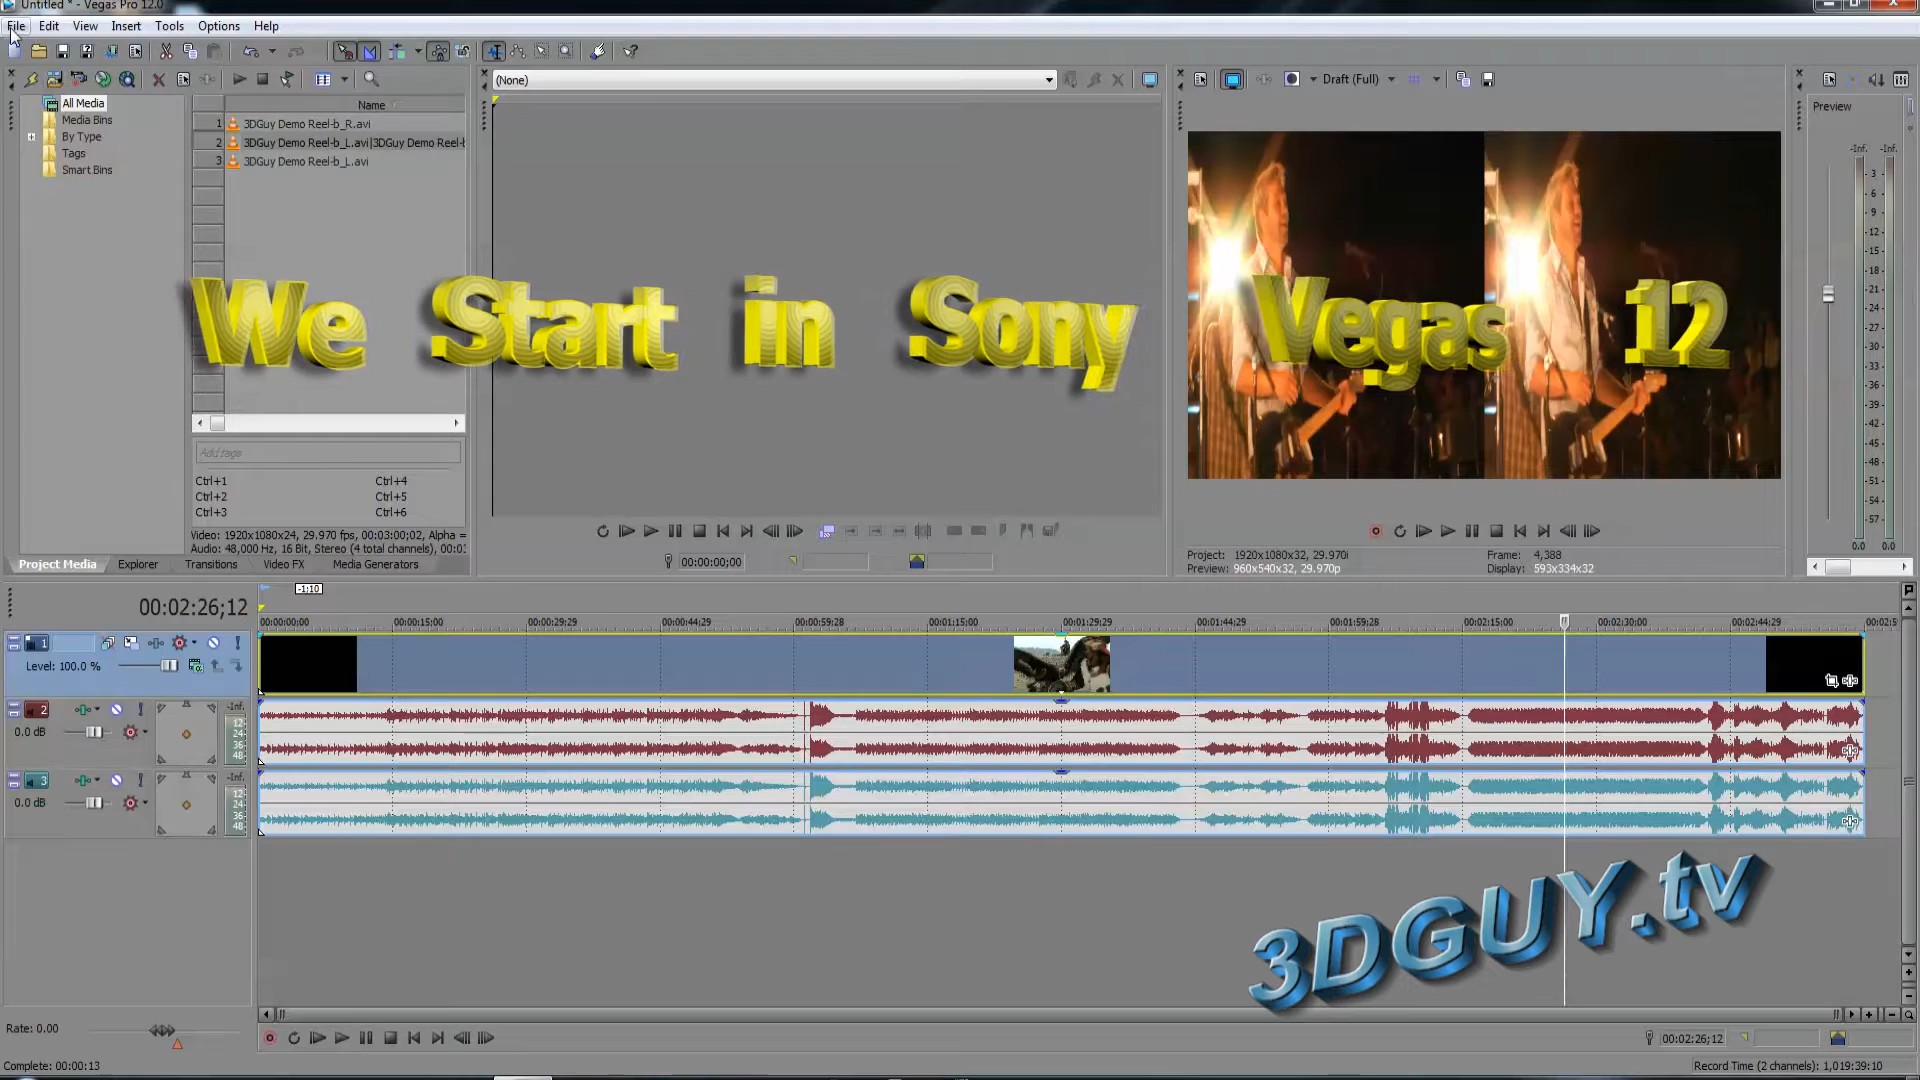 Untitled * - Vegas Pro 12.0
File Edit View Insert Tools Options Help
(None)
Draft (Full)
All Media
Media Bins
By Type
Tags
Smart Bins
Name
1 3DGuy Demo Reel-b_R.avi
2 3DGuy Demo Reel-b_L.avi|3DGuy Demo Reel-b
3 3DGuy Demo Reel-b_L.avi
Preview
-Inf. -Inf.
3
6
9
12
15
18
21
24
27
30
33
36
39
42
45
48
51
54
57
0.0 0.0
We Start in Sony Vegas 12
Add tags
Ctrl+1 Ctrl+4
Ctrl+2 Ctrl+5
Ctrl+3 Ctrl+6
Video: 1920x1080x24, 29.970 fps, 00:03:00;02, Alpha =
Audio: 48,000 Hz, 16 Bit, Stereo (4 total channels), 00:0
Project Media Explorer Transitions Video FX Media Generators
00:00:00;00
Project: 1920x1080x32, 29.970i
Preview: 960x540x32, 29.970p
Frame: 4,388
Display: 593x334x32
-1:10
00:02:26;12
00:00:00;00 00:00:15;00 00:00:29;29 00:00:44;29 00:00:59;28 00:01:15;00 00:01:29;29 00:01:44;29 00:01:59;28 00:02:15;00 00:02:30;00 00:02:44;29 00:02:5
1
Level: 100.0 %
2
0.0 dB
-Inf.
12
24
36
48
3
0.0 dB
-Inf.
12
24
36
48
3DGUY.tv
Rate: 0.00
00:02:26;12
Complete: 00:00:13
Record Time (2 channels): 1,019:39:10